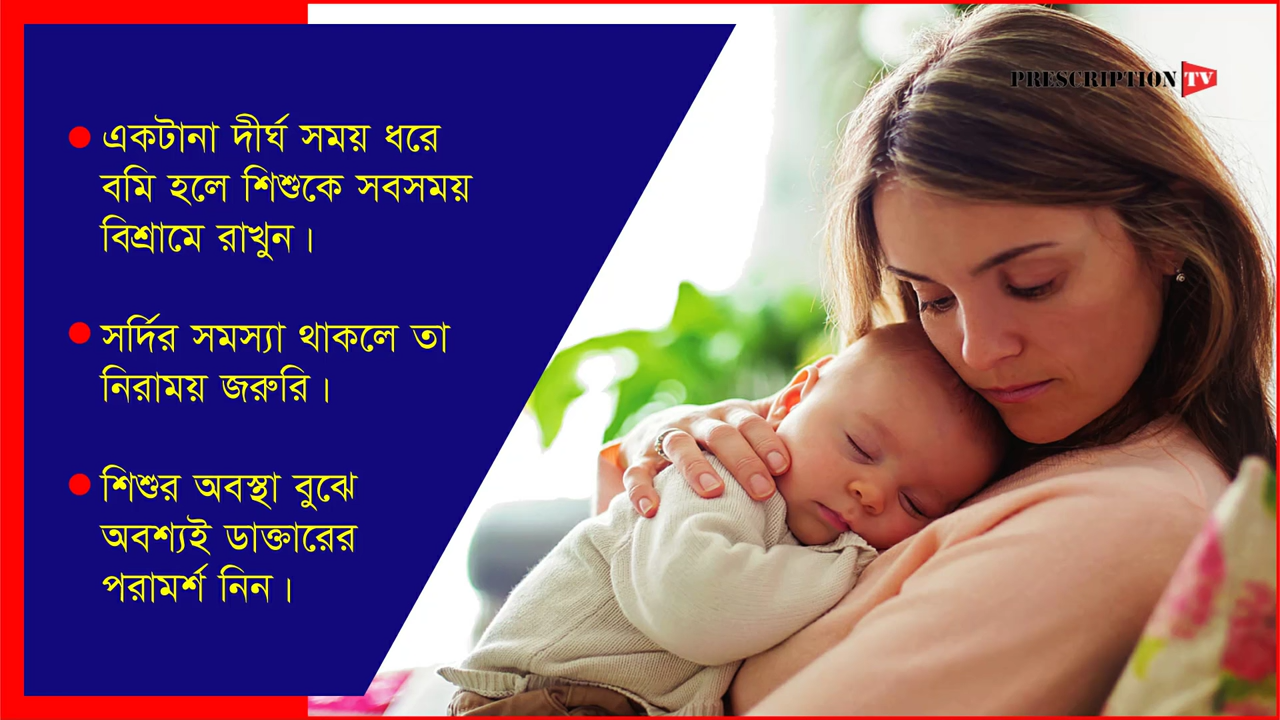 PRESCRIPTION TV
একটানা দীর্ঘ সময় ধরে
বমি হলে শিশুকে সবসময়
বিশ্রামে রাখুন।
সর্দির সমস্যা থাকলে তা
নিরাময় জরুরি।
শিশুর অবস্থা বুঝে
অবশ্যই ডাক্তারের
পরামর্শ নিন।